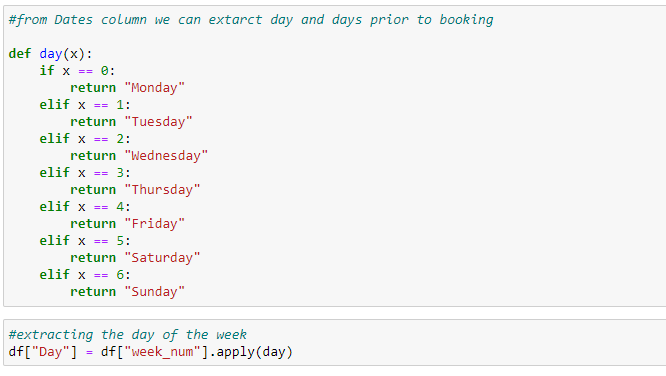 #from Dates column we can extarct day and days prior to booking
def day(x):
    if x == 0:
        return "Monday"
    elif x == 1:
        return "Tuesday"
    elif x == 2:
        return "Wednesday"
    elif x == 3:
        return "Thursday"
    elif x == 4:
        return "Friday"
    elif x == 5:
        return "Saturday"
    elif x == 6:
        return "Sunday"
#extracting the day of the week
df["Day"] = df["week_num"].apply(day)